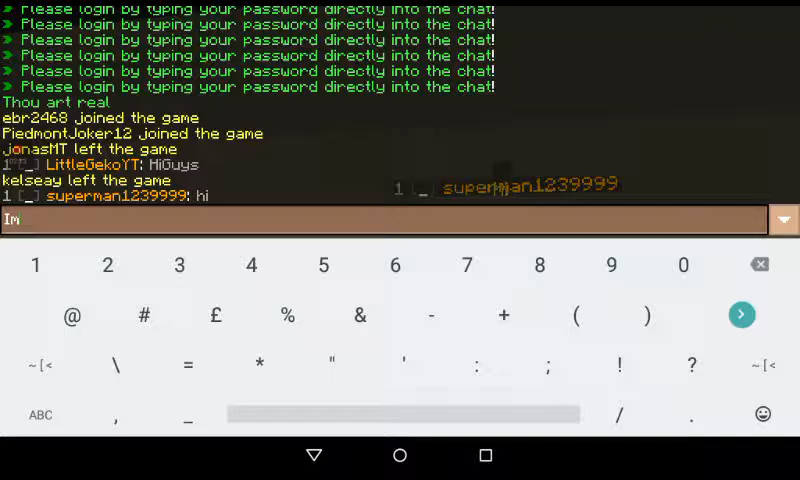 » Please login by typing your password directly into the chat!
» Please login by typing your password directly into the chat!
» Please login by typing your password directly into the chat!
» Please login by typing your password directly into the chat!
» Please login by typing your password directly into the chat!
» Please login by typing your password directly into the chat!
Thou art real
ebr2468 joined the game
PiedmontJoker12 joined the game
jonasMT left the game
1 [_] LittleGekoYT: HiGuys
kelseay left the game
1 [_] superman1239999: hi
1 [_] superman1239999
Im
1 2 3 4 5 6 7 8 9 0
@ # £ % & - + ( )
~[< \ = * " ' : ; ! ? ~[<
ABC , _ / .